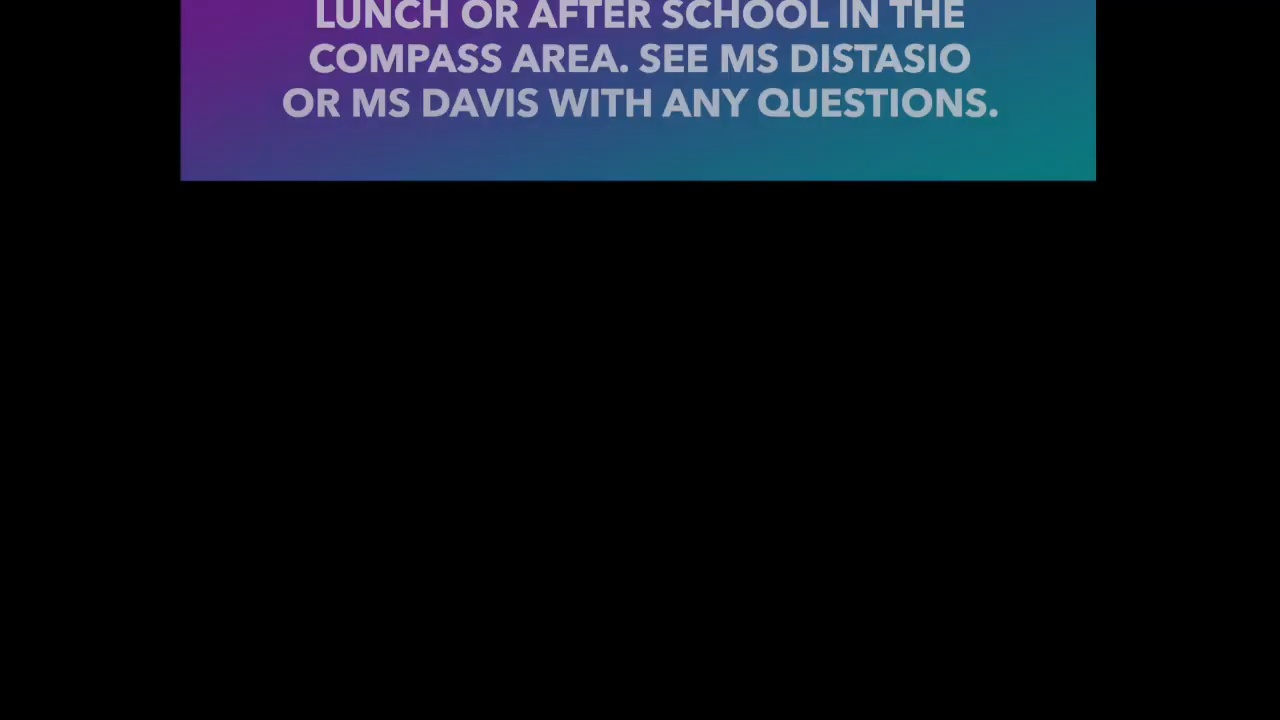 LUNCH OR AFTER SCHOOL IN THE
COMPASS AREA. SEE MS DISTASIO
OR MS DAVIS WITH ANY QUESTIONS.